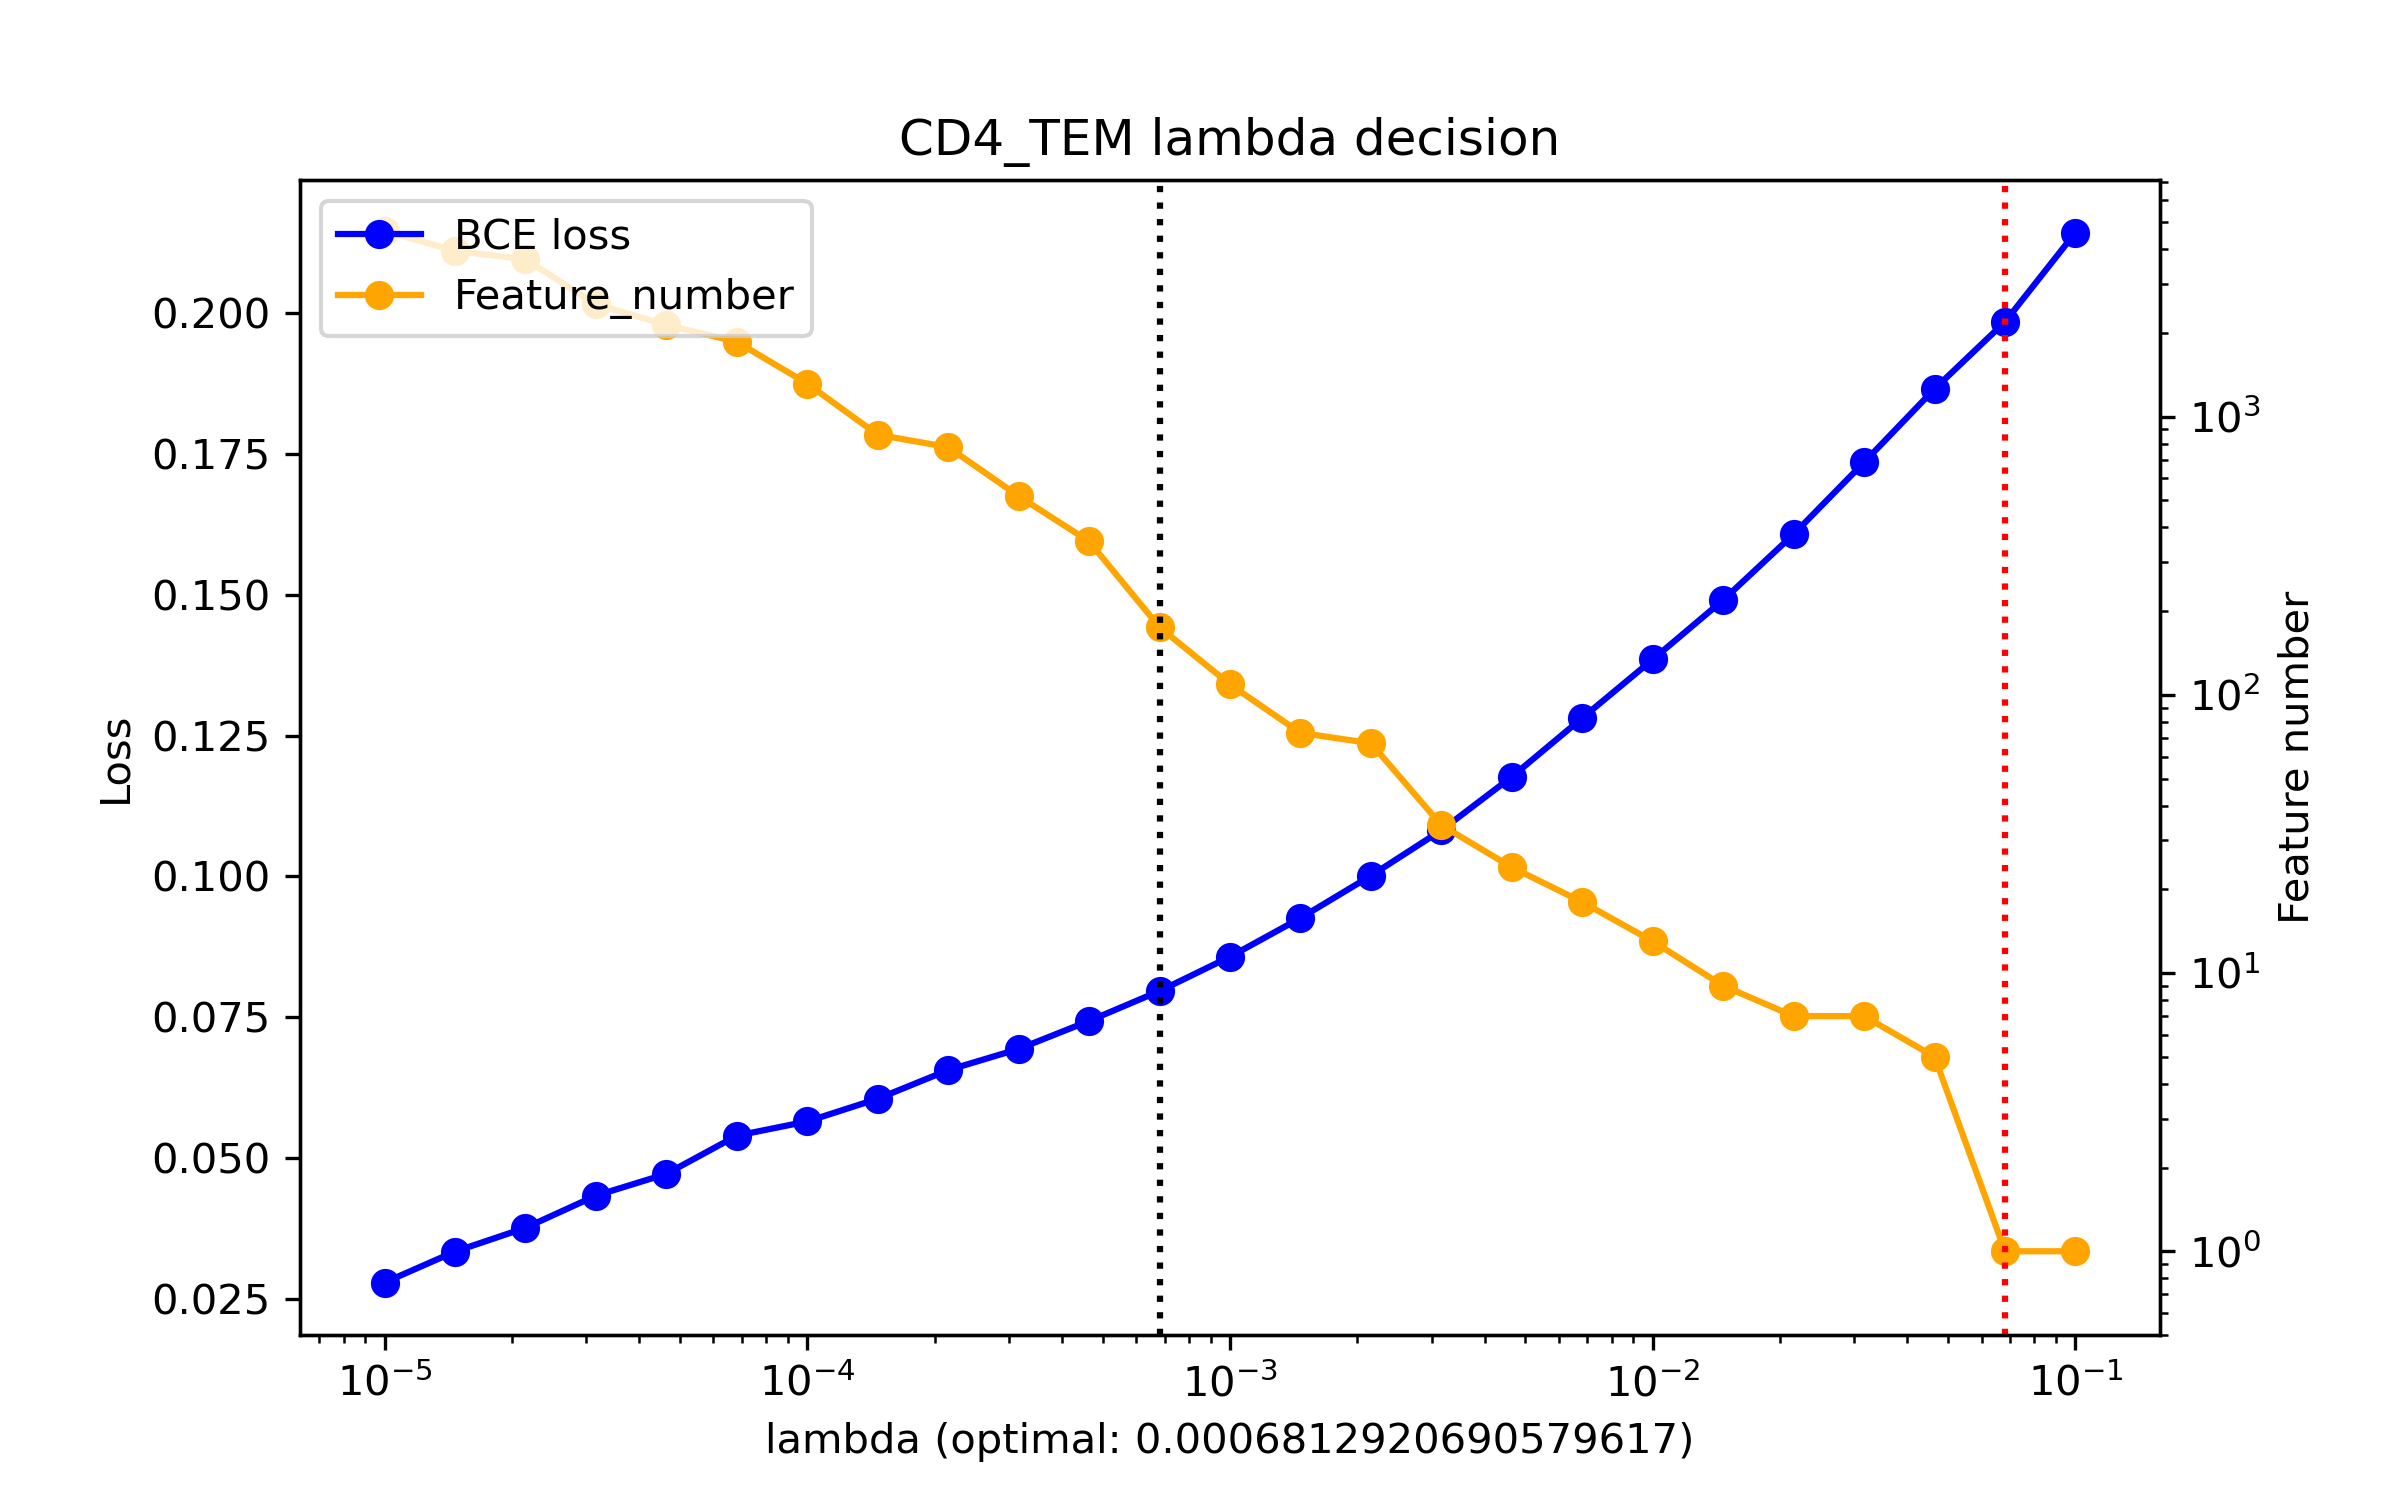 CD4_TEM lambda decision
BCE loss
Feature_number
0.200
0.175
0.150
0.125
0.100
0.075
0.050
0.025
Loss
10³
10²
10¹
10⁰
Feature number
10⁻⁵ 10⁻⁴ 10⁻³ 10⁻² 10⁻¹
lambda (optimal: 0.0006812920690579617)